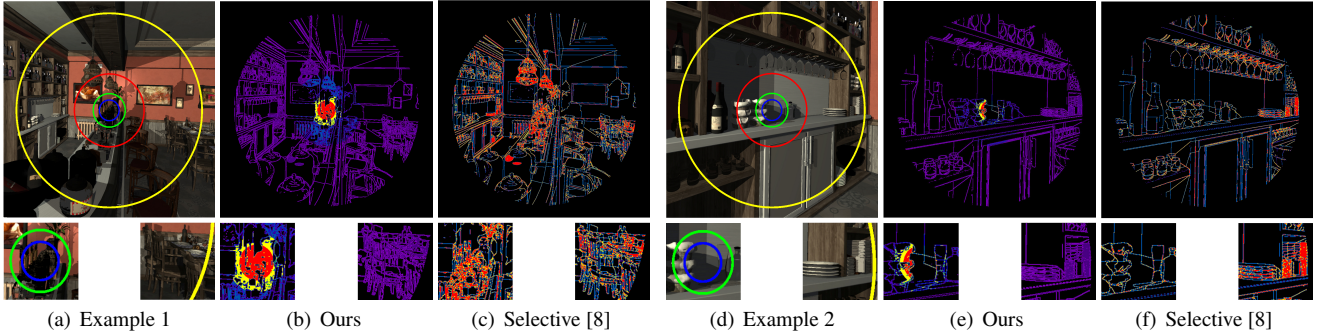 (a) Example 1
(b) Ours
(c) Selective [8]
(d) Example 2
(e) Ours
(f) Selective [8]